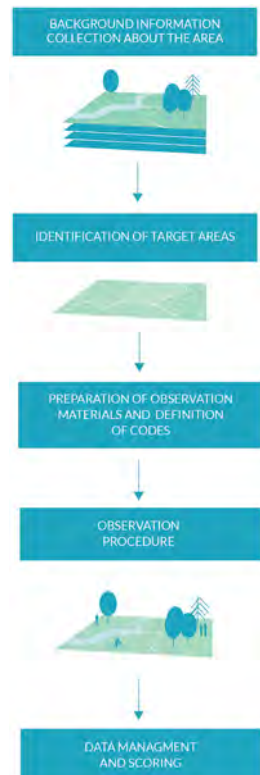 BACKGROUND INFORMATION
COLLECTION ABOUT THE AREA
IDENTIFICATION OF TARGET AREAS
PREPARATION OF OBSERVATION
MATERIALS AND DEFINITION
OF CODES
OBSERVATION
PROCEDURE
DATA MANAGMENT
AND SCORING